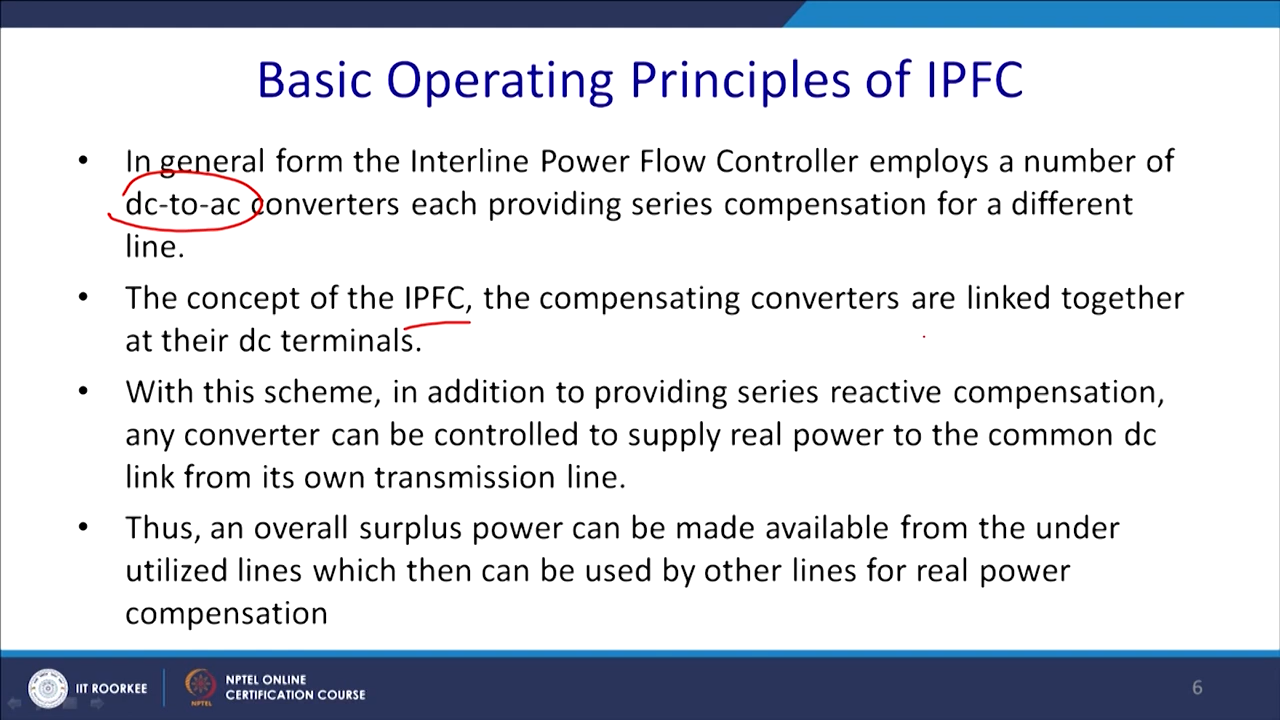 Basic Operating Principles of IPFC
• In general form the Interline Power Flow Controller employs a number of
dc-to-ac converters each providing series compensation for a different
line.
• The concept of the IPFC, the compensating converters are linked together
at their dc terminals.
• With this scheme, in addition to providing series reactive compensation,
any converter can be controlled to supply real power to the common dc
link from its own transmission line.
• Thus, an overall surplus power can be made available from the under
utilized lines which then can be used by other lines for real power
compensation
IIT ROORKEE
NPTEL
NPTEL ONLINE
CERTIFICATION COURSE
6